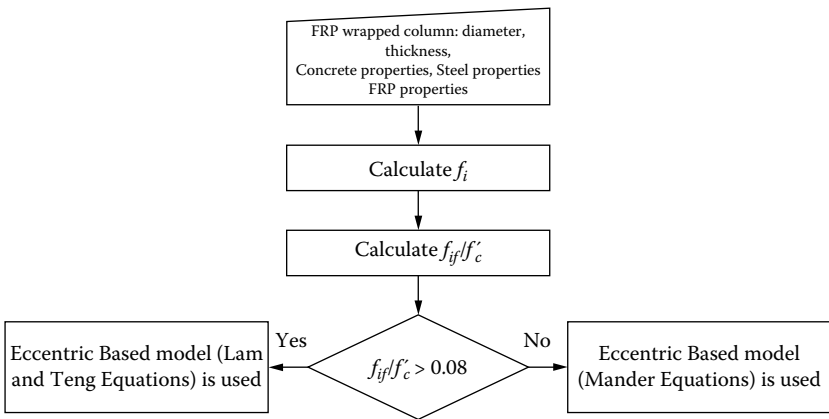 FRP wrapped column: diameter,
thickness,
Concrete properties, Steel properties
FRP properties
Calculate fᵢ
Calculate f_if/f′_c
Yes
No
Eccentric Based model (Lam
and Teng Equations) is used
f_if/f′_c > 0.08
Eccentric Based model
(Mander Equations) is used